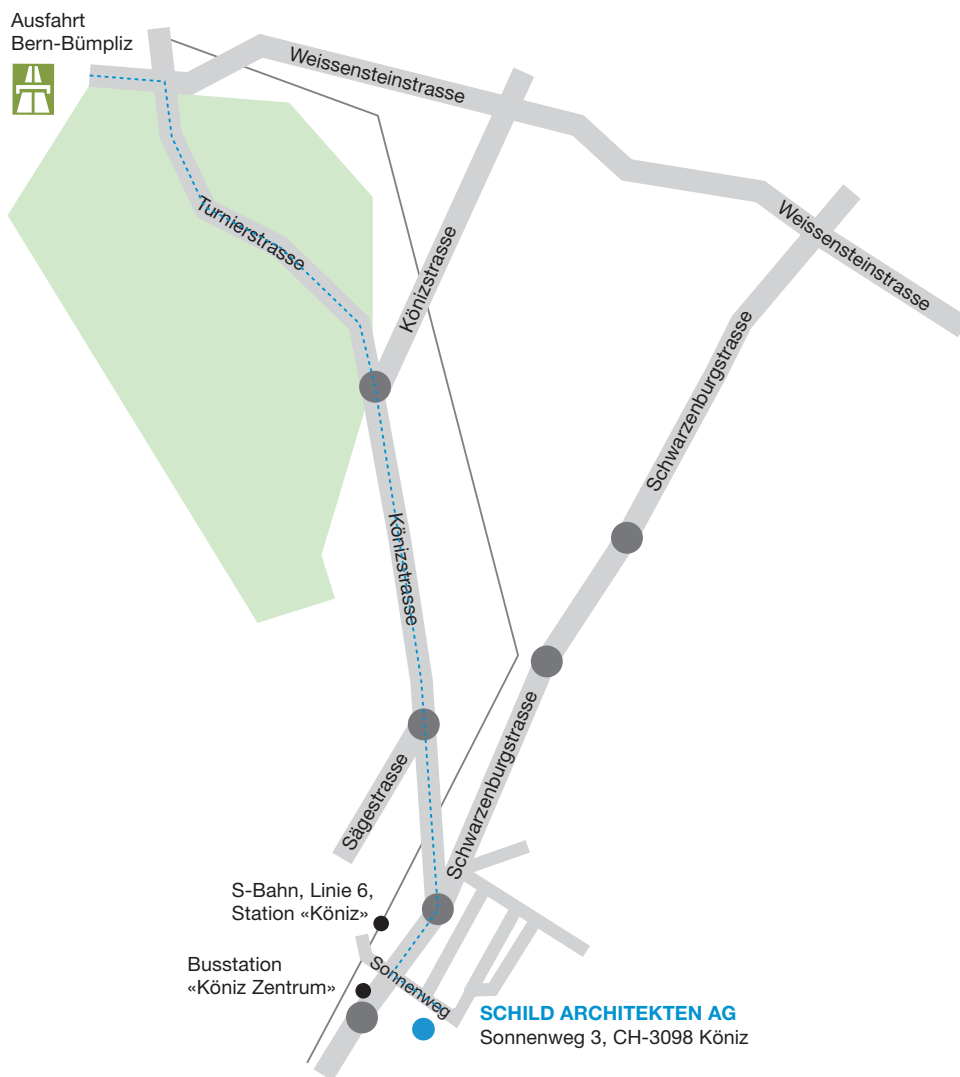 Ausfahrt
Bern-Bümpliz
Weissensteinstrasse
Weissensteinstrasse
Turnierstrasse
Könizstrasse
Schwarzenburgstrasse
Könizstrasse
Schwarzenburgstrasse
Sägestrasse
S-Bahn, Linie 6,
Station «Köniz»
Busstation
«Köniz Zentrum»
Sonnenweg
SCHILD ARCHITEKTEN AG
Sonnenweg 3, CH-3098 Köniz